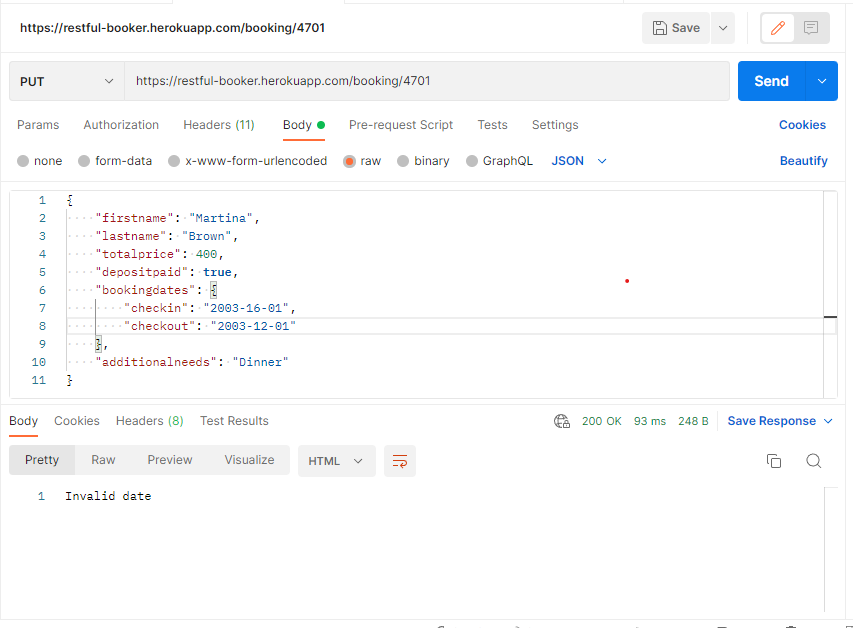 https://restful-booker.herokuapp.com/booking/4701 Save
PUT https://restful-booker.herokuapp.com/booking/4701 Send
Params Authorization Headers (11) Body Pre-request Script Tests Settings Cookies
none form-data x-www-form-urlencoded raw binary GraphQL JSON Beautify
1 {
2 "firstname": "Martina",
3 "lastname": "Brown",
4 "totalprice": 400,
5 "depositpaid": true,
6 "bookingdates": {
7 "checkin": "2003-16-01",
8 "checkout": "2003-12-01"
9 },
10 "additionalneeds": "Dinner"
11 }
Body Cookies Headers (8) Test Results 200 OK 93 ms 248 B Save Response
Pretty Raw Preview Visualize HTML
1 Invalid date